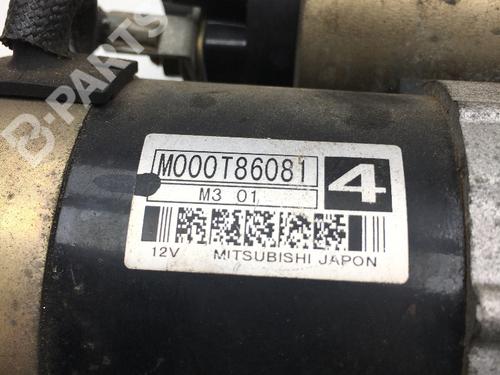 B-PARTS
M000T86081
4
M3 01
12V MITSUBISHI JAPON